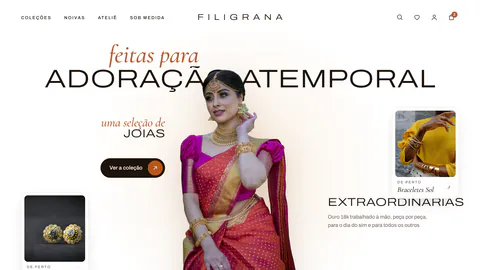 COLEÇÕES NOIVAS ATELIÊ SOB MEDIDA
FILIGRANA
feitas para
ADORAÇÃO ATEMPORAL
uma seleção de
JOIAS
Ver a coleção
DE PERTO
Braceletes Sol
EXTRAORDINÁRIAS
Ouro 18k trabalhado à mão, peça por peça,
para o dia do sim e para todos os outros.
DE PERTO